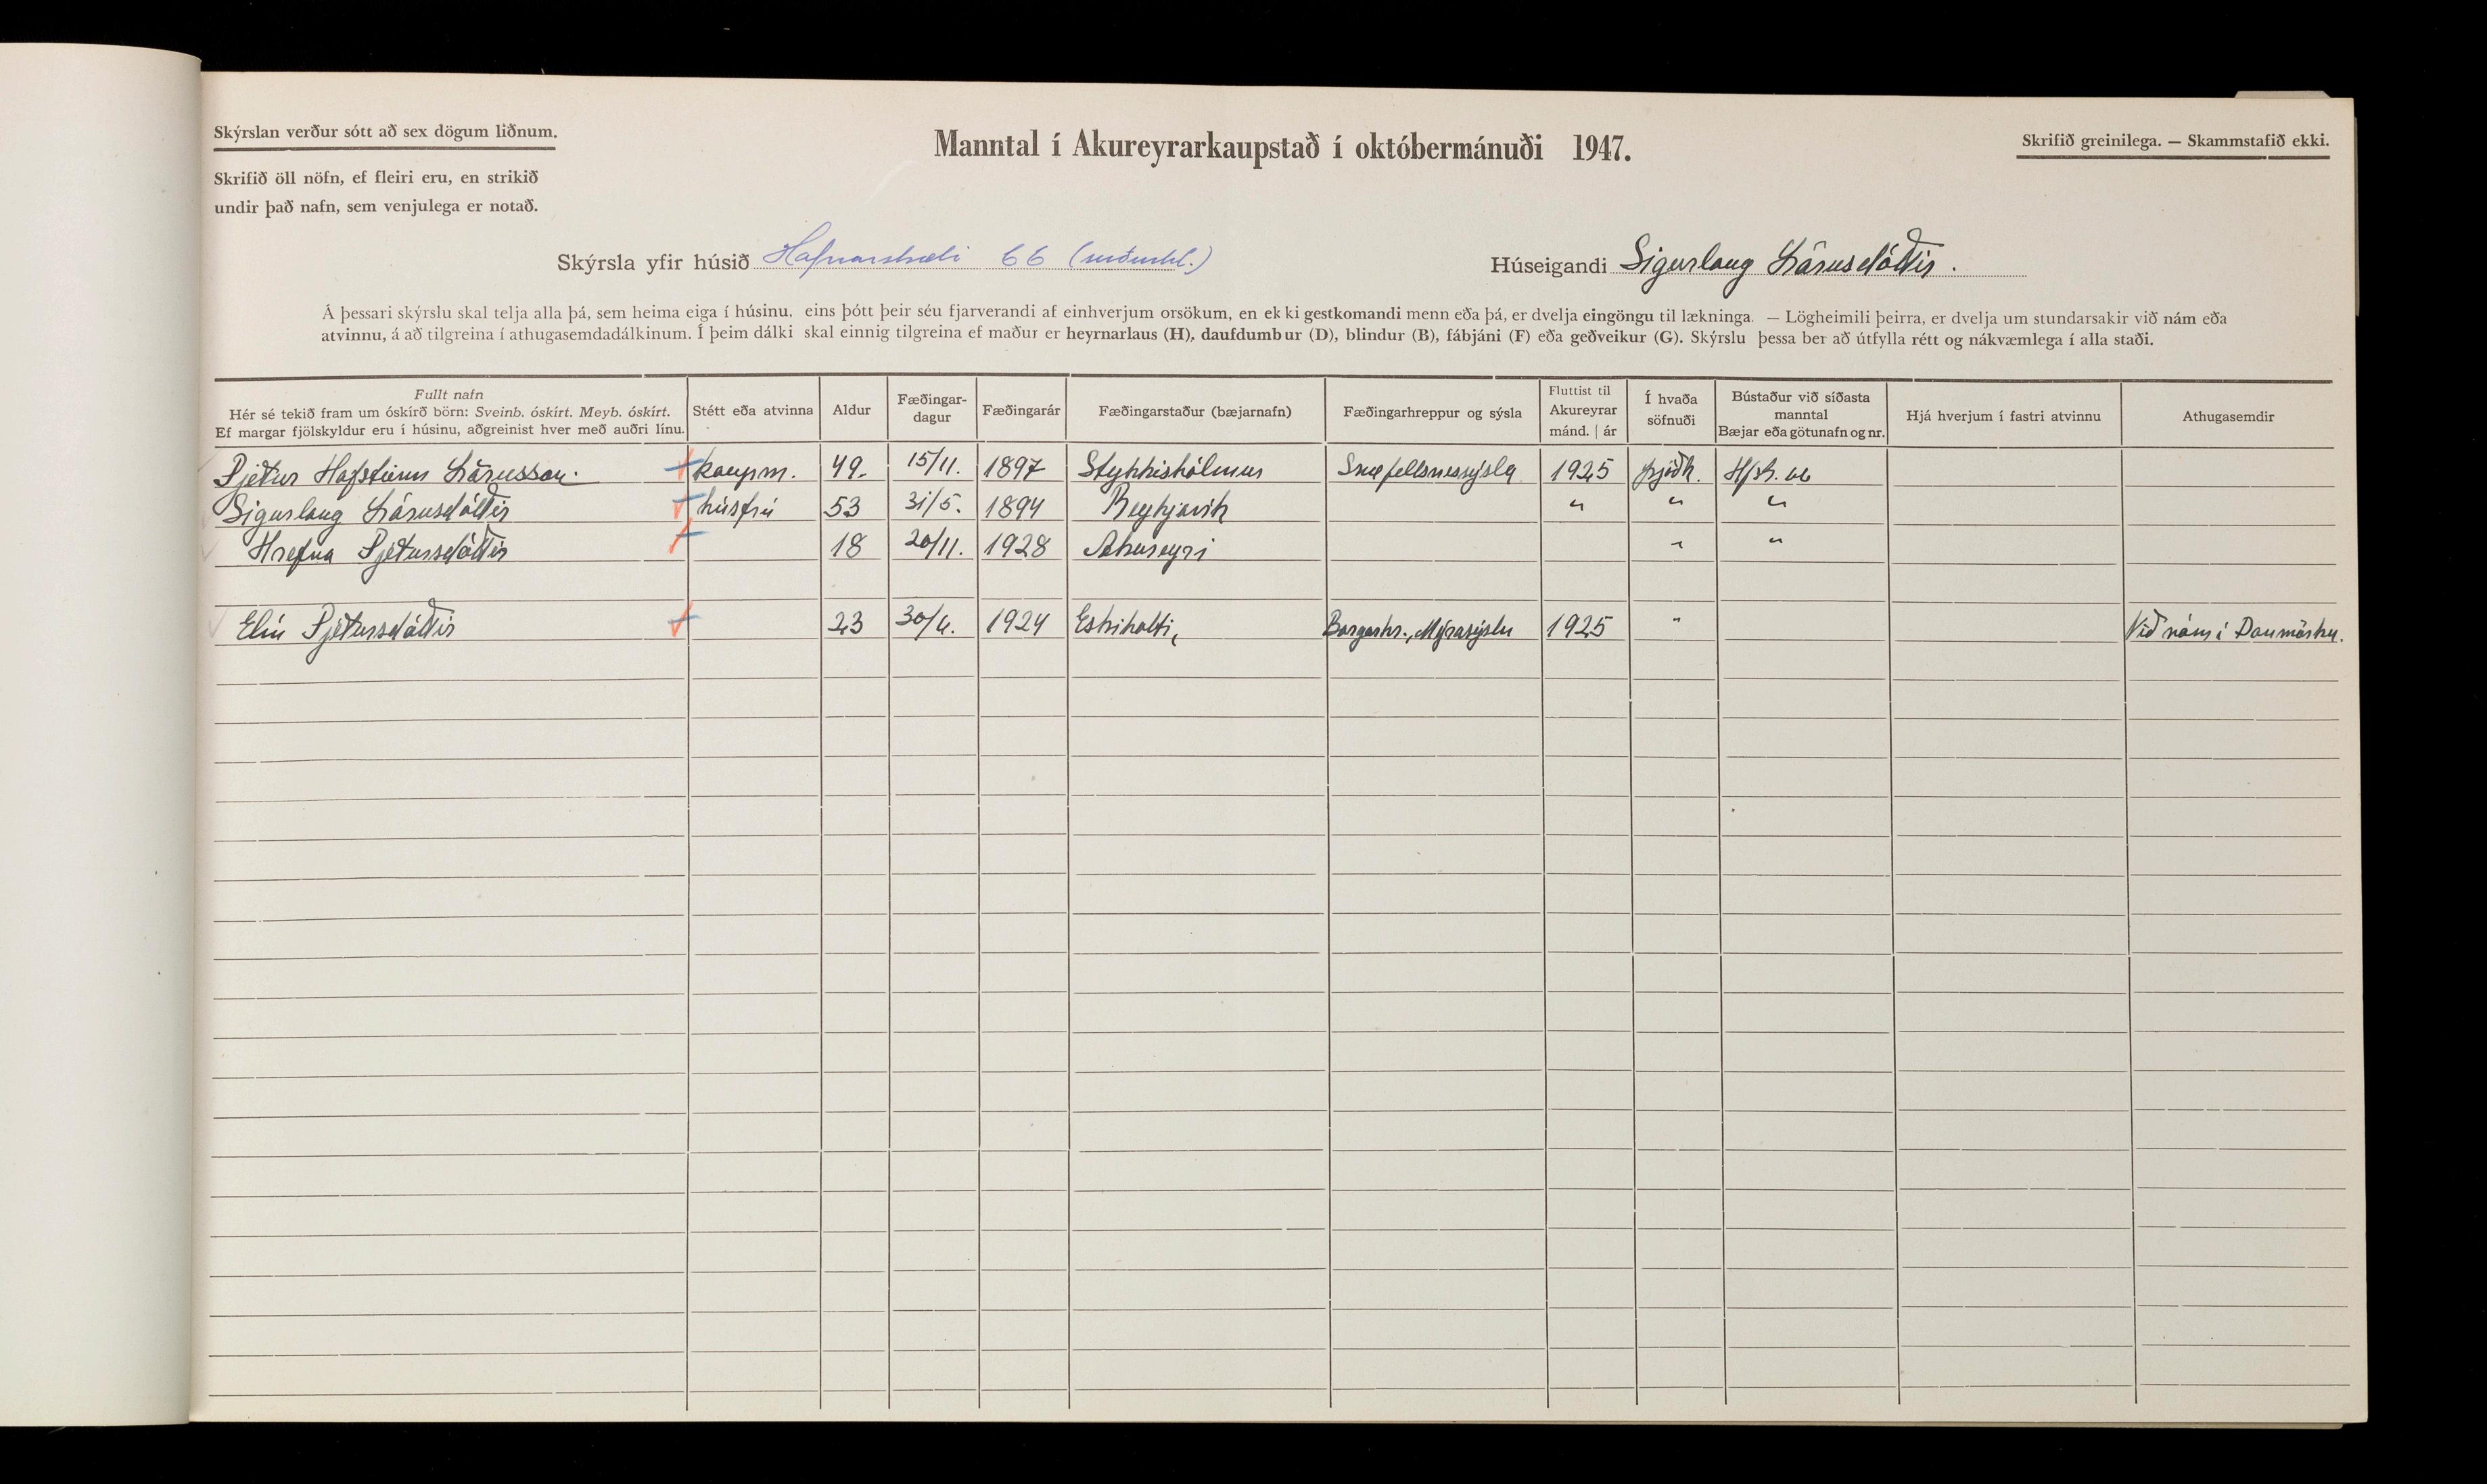 Skýrslan verður sótt að sex dögum liðnum.
Manntal í Akureyrarkaupstað í októbermánuði 1947.
Skrifið greinilega. — Skammstafið ekki.
Skrifið öll nöfn, ef fleiri eru, en strikið
undir það nafn, sem venjulega er notað.
Skýrsla yfir húsið Hafnarstræti 66 (norðurhl.)
Húseigandi Sigurlaug Lárusdóttir.
Á þessari skýrslu skal telja alla þá, sem heima eiga í húsinu, eins þótt þeir séu fjarverandi af einhverjum orsökum, en ekki gestkomandi menn eða þá, er dvelja eingöngu til lækninga. — Lögheimili þeirra, er dvelja um stundarsakir við nám eða
atvinnu, á að tilgreina í athugasemdadálkinum. Í þeim dálki skal einnig tilgreina ef maður er heyrnarlaus (H), daufdumbur (D), blindur (B), fábjáni (F) eða geðveikur (G). Skýrslu þessa ber að útfylla rétt og nákvæmlega í alla staði.
Fullt nafn
Hér sé tekið fram um óskírð börn: Sveinb. óskírt. Meyb. óskírt.
Ef margar fjölskyldur eru í húsinu, aðgreinist hver með auðri línu.
Stétt eða atvinna
Aldur
Fæðingar-
dagur
Fæðingarár
Fæðingarstaður (bæjarnafn)
Fæðingarhreppur og sýsla
Fluttist til
Akureyrar
mánd. | ár
Í hvaða
söfnuði
Bústaður við síðasta
manntal
Bæjar eða götunafn og nr.
Hjá hverjum í fastri atvinnu
Athugasemdir
Pjetur Hafsteinn Lárusson. kaupm. 49. 15/11. 1897 Stykkishólmur Snæfellsnessýsla 1925 þjóðk. Hfstr. 66
Sigurlaug Lárusdóttir húsfrú 53 31/5. 1894 Reykjavík " " "
Hrefna Pjetursdóttir 18 20/11. 1928 Akureyri " "
Elín Pjetursdóttir 23 30/6. 1924 Eskiholti, Borgarhr., Mýrasýslu 1925 " Við nám í Danmörku.